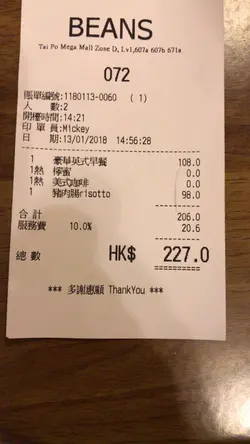 BEANS
Tai Po Mega Mall Zone D, Lv1,607a 607b 671a
072
賬單編號:1180113-0060 (1)
人 數:2
開檯時間:14:21
印單員:Mickey
日 期:13/01/2018 14:56:28
1 豪華英式早餐 108.0
1熱 檸蜜 0.0
1熱 美式咖啡 0.0
1 豬肉腸risotto 98.0
合計 206.0
服務費 10.0% 20.6
總數 HK$ 227.0
*** 多謝惠顧 ThankYou ***